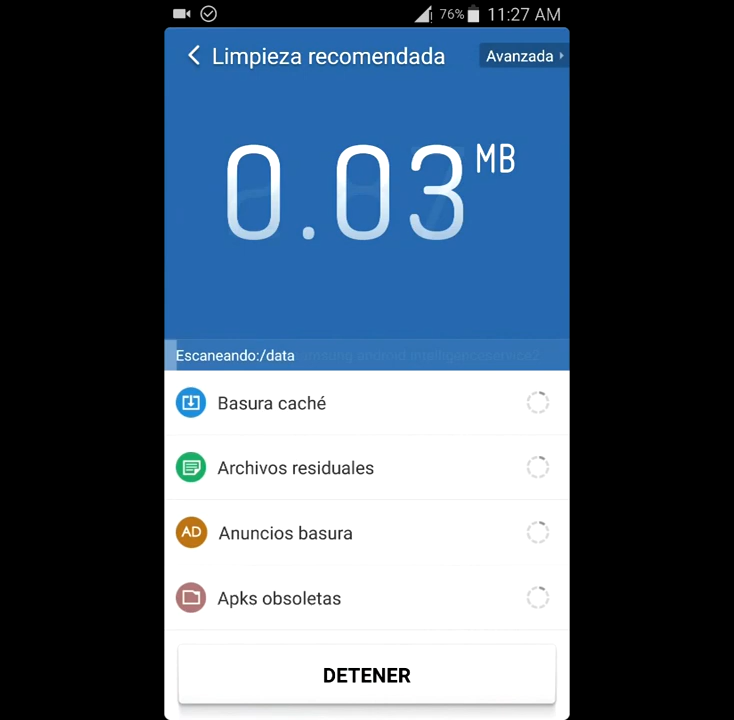 76% 11:27 AM
Limpieza recomendada Avanzada
0.03 MB
Escaneando:/data
Basura caché
Archivos residuales
AD Anuncios basura
Apks obsoletas
DETENER